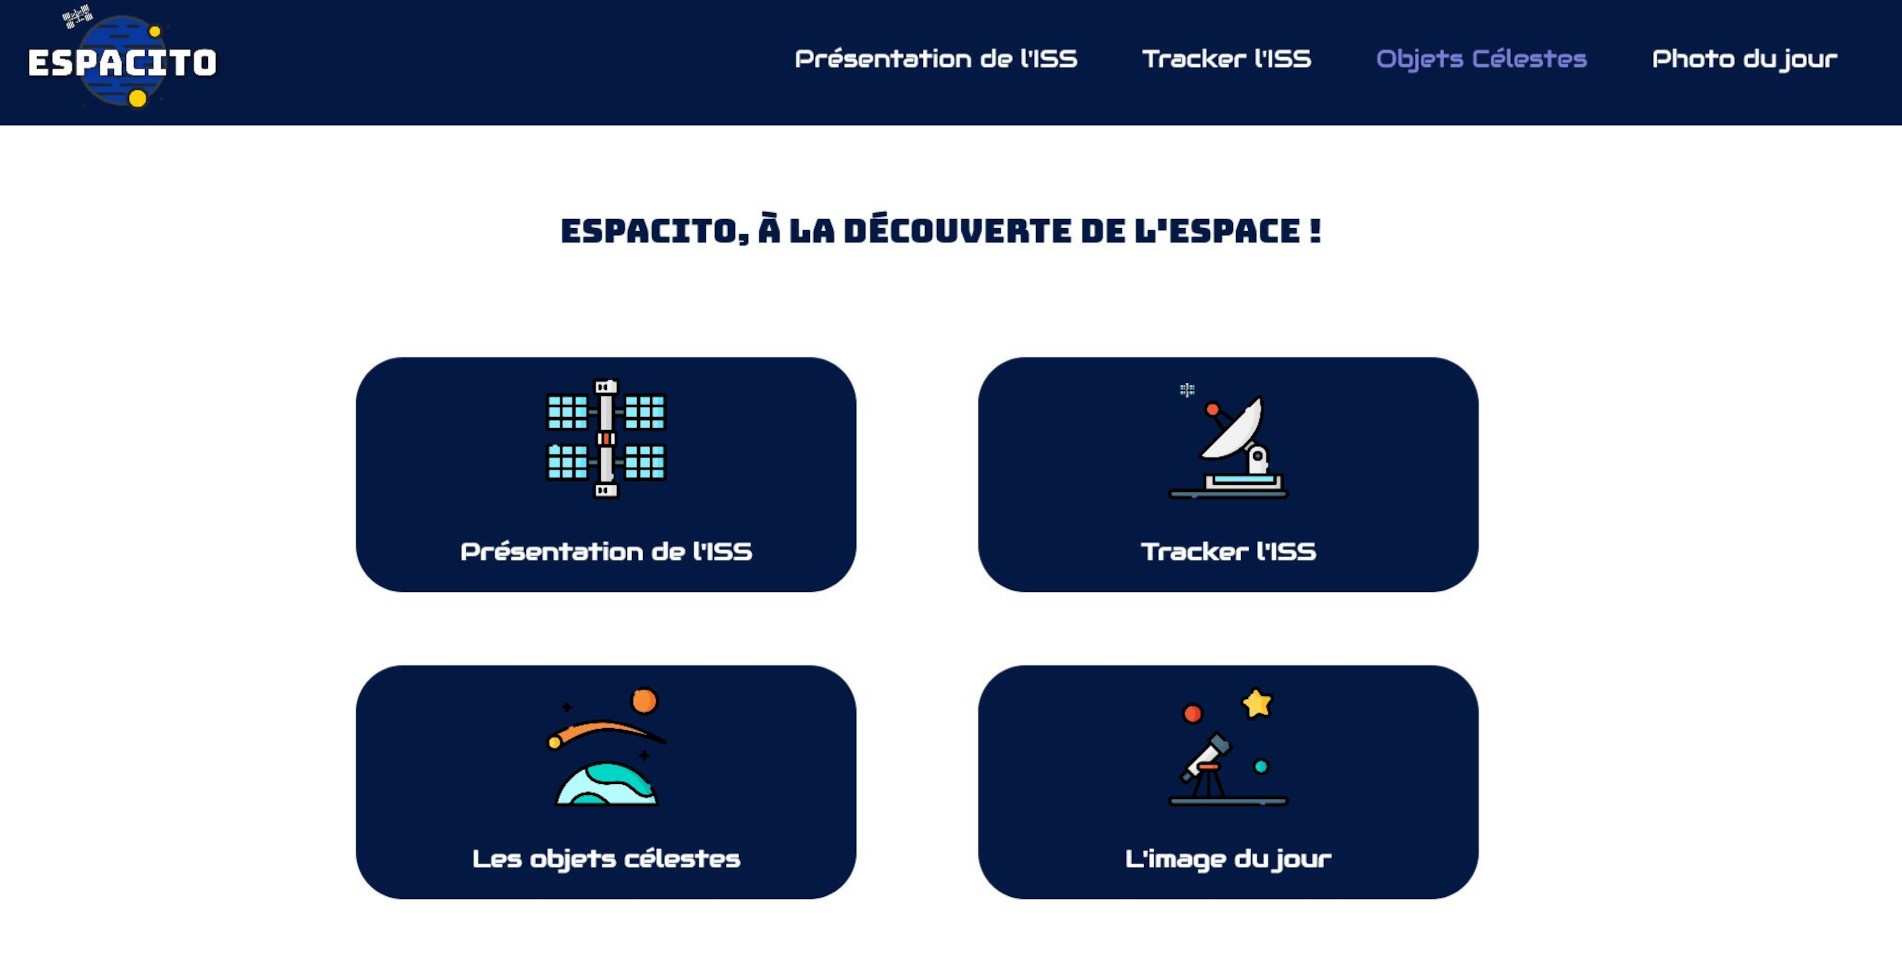 ESPACITO
Présentation de l'ISS
Tracker l'ISS
Objets Célestes
Photo du jour
ESPACITO, À LA DÉCOUVERTE DE L'ESPACE !
Présentation de l'ISS
Tracker l'ISS
Les objets célestes
L'image du jour